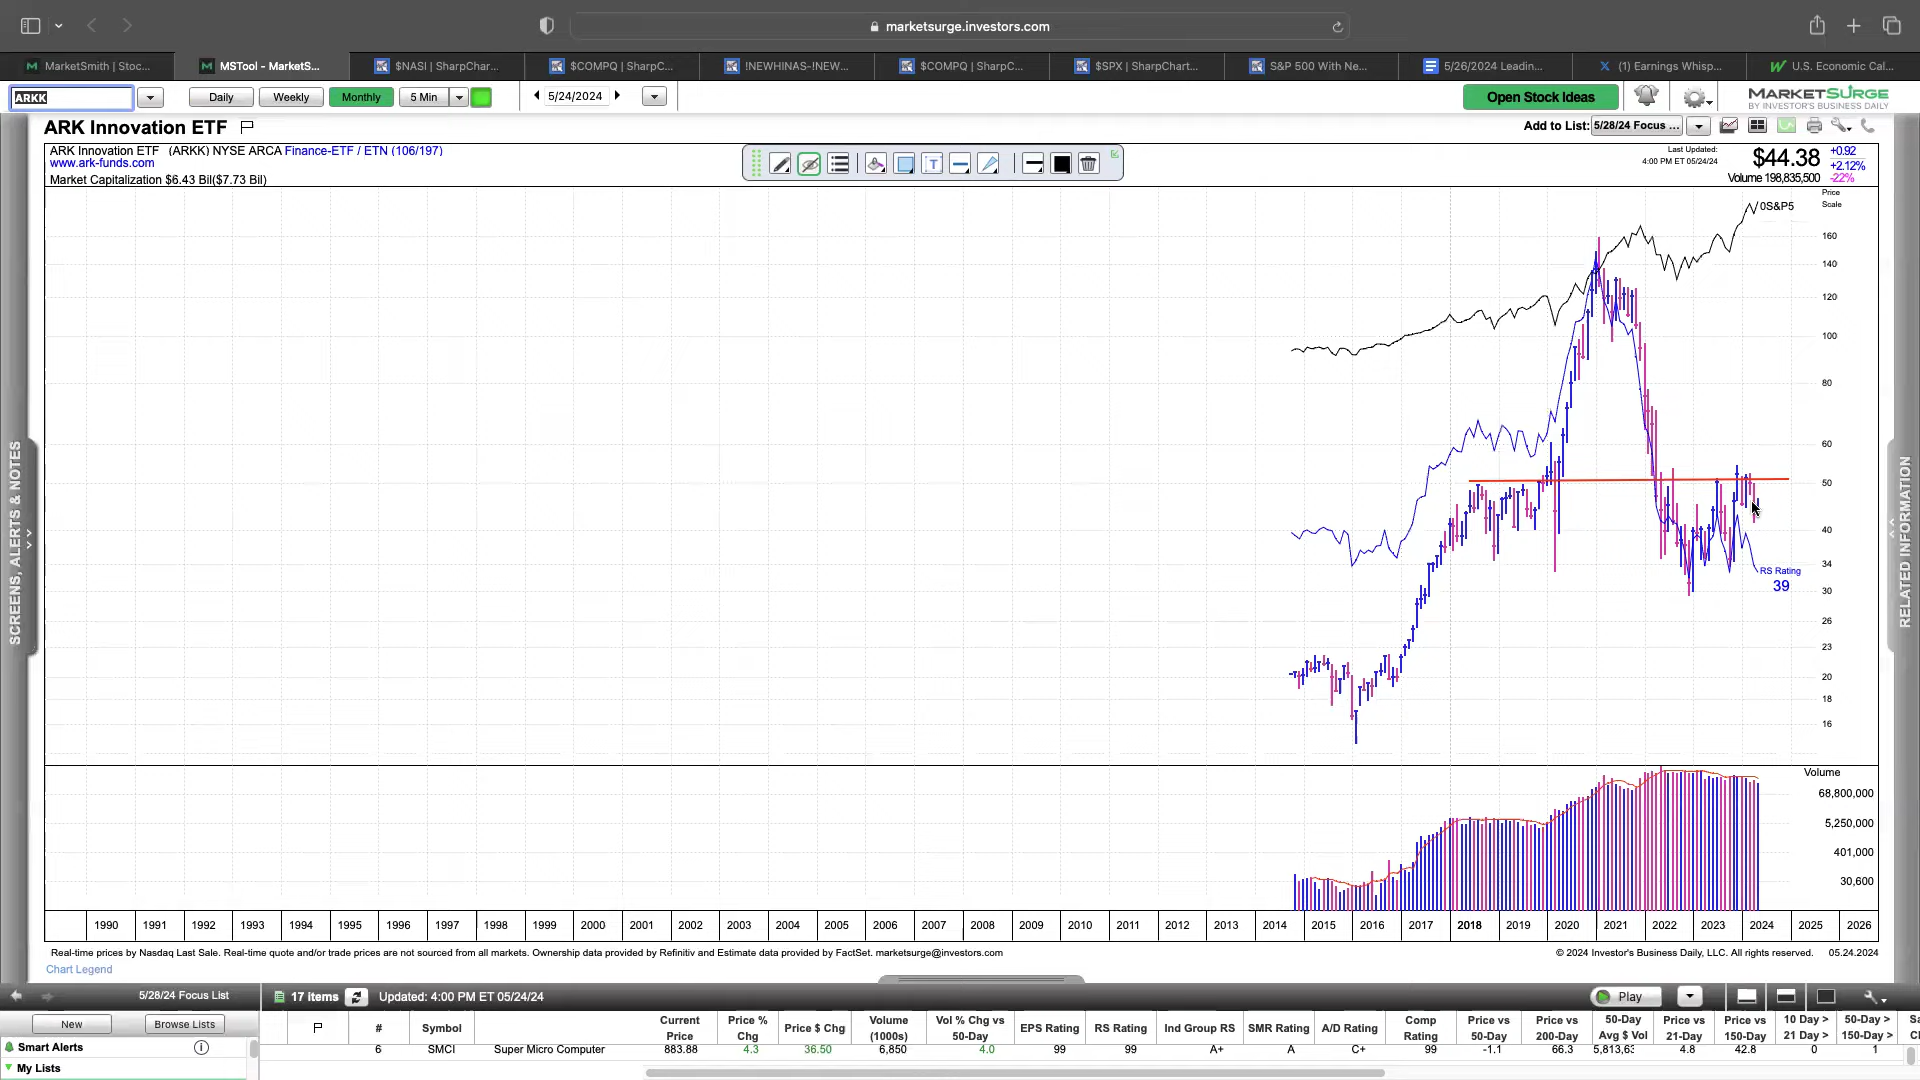 marketsurge.investors.com
MarketSmith | Stoc...
MSTool - MarketS...
$NASI | SharpChar...
$COMPQ | SharpC...
!NEWHINAS-!NEW...
$COMPQ | SharpC...
$SPX | SharpChart...
S&P 500 With Ne...
5/26/2024 Leadin...
(1) Earnings Whisp...
U.S. Economic Cal...
ARKK
Daily
Weekly
Monthly
5 Min
5/24/2024
Open Stock Ideas
MARKETSURGE
BY INVESTOR'S BUSINESS DAILY
ARK Innovation ETF
Add to List: 5/28/24 Focus ...
ARK Innovation ETF (ARKK) NYSE ARCA Finance-ETF / ETN (106/197)
www.ark-funds.com
Market Capitalization $6.43 Bil($7.73 Bil)
T
Last Updated:
4:00 PM ET 05/24/24
$44.38
+0.92
+2.12%
Volume 198,835,500
-22%
Price
Scale
0S&P5
160
140
120
100
80
60
50
40
34
30
26
23
20
18
16
RS Rating
39
Volume
68,800,000
5,250,000
401,000
30,600
1990 1991 1992 1993 1994 1995 1996 1997 1998 1999 2000 2001 2002 2003 2004 2005 2006 2007 2008 2009 2010 2011 2012 2013 2014 2015 2016 2017 2018 2019 2020 2021 2022 2023 2024 2025 2026
Real-time prices by Nasdaq Last Sale. Real-time quote and/or trade prices are not sourced from all markets. Ownership data provided by Refinitiv and Estimate data provided by FactSet. marketsurge@investors.com
© 2024 Investor's Business Daily, LLC. All rights reserved.
05.24.2024
Chart Legend
SCREENS, ALERTS & NOTES
RELATED INFORMATION
5/28/24 Focus List
17 items
Updated: 4:00 PM ET 05/24/24
Play
New
Browse Lists
Smart Alerts
My Lists
# Symbol Current Price Price % Chg Price $ Chg Volume (1000s) Vol % Chg vs 50-Day EPS Rating RS Rating Ind Group RS SMR Rating A/D Rating Comp Rating Price vs 50-Day Price vs 200-Day 50-Day Avg $ Vol Price vs 21-Day Price vs 150-Day 10 Day > 21 Day > 50-Day > 150-Day >
6 SMCI Super Micro Computer 883.88 4.3 36.50 6,850 4.0 99 99 A+ A C+ 99 -1.1 66.3 4.8 42.8 0 1